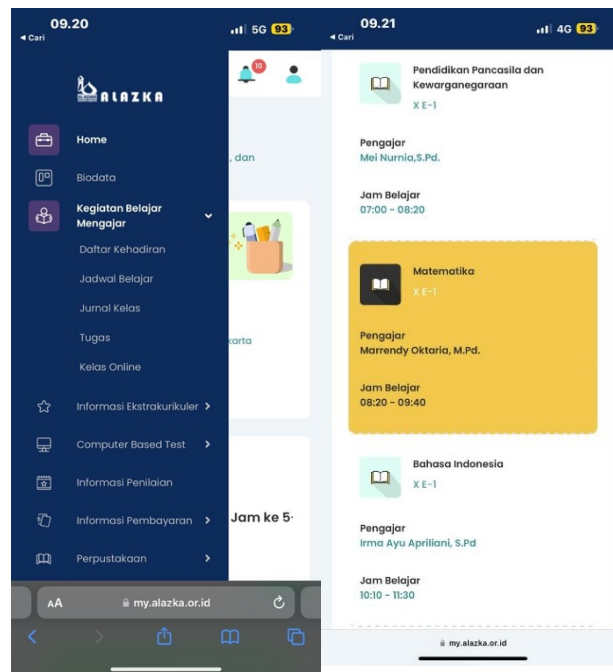 09.20
Cari
5G 93
ALAZKA
10
Home
Biodata
Kegiatan Belajar
Mengajar
Daftar Kehadiran
Jadwal Belajar
Jurnal Kelas
Tugas
Kelas Online
Informasi Ekstrakurikuler
Computer Based Test
Informasi Penilaian
Informasi Pembayaran
Perpustakaan
, dan
karta
Jam ke 5-
AA my.alazka.or.id
09.21
Cari
4G 93
Pendidikan Pancasila dan
Kewarganegaraan
X E-1
Pengajar
Mei Nurnia,S.Pd.
Jam Belajar
07:00 - 08:20
Matematika
X E-1
Pengajar
Marrendy Oktaria, M.Pd.
Jam Belajar
08:20 - 09:40
Bahasa Indonesia
X E-1
Pengajar
Irma Ayu Apriliani, S.Pd
Jam Belajar
10:10 - 11:30
my.alazka.or.id